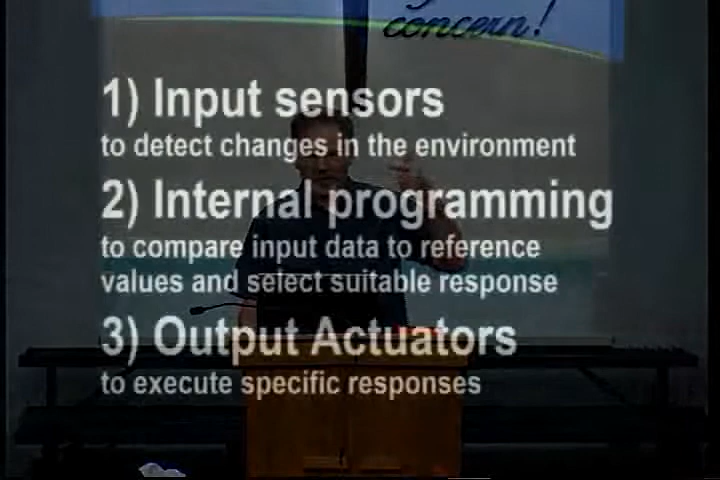 concern!
1) Input sensors
to detect changes in the environment
2) Internal programming
to compare input data to reference
values and select suitable response
3) Output Actuators
to execute specific responses